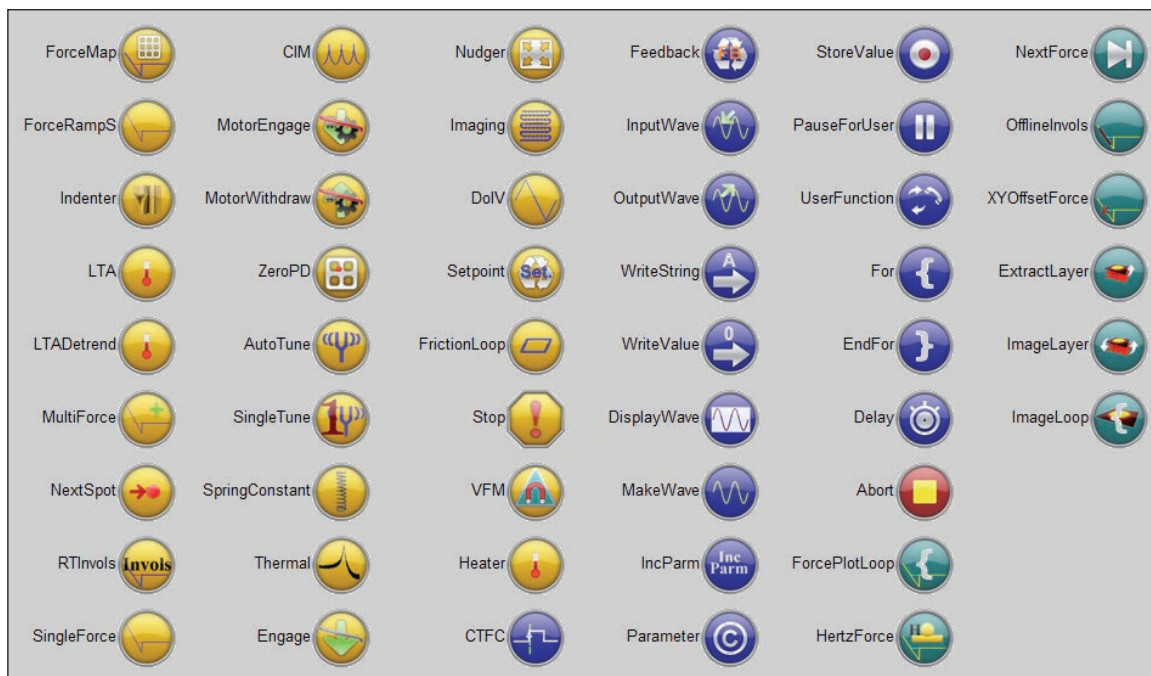 ForceMap
ForceRampS
Indenter
LTA
LTADetrend
MultiForce
NextSpot
RTInvols Invols
SingleForce
CIM
MotorEngage
MotorWithdraw
ZeroPD
AutoTune
SingleTune 1
SpringConstant
Thermal
Engage
Nudger
Imaging
DoIV
Setpoint Set.
FrictionLoop
Stop !
VFM
Heater
CTFC
Feedback FB
InputWave
OutputWave
WriteString A
WriteValue 0
DisplayWave
MakeWave
IncParm Inc Parm
Parameter C
StoreValue
PauseForUser
UserFunction
For {
EndFor }
Delay
Abort
ForcePlotLoop {
HertzForce H
NextForce
OfflineInvols
XYOffsetForce
ExtractLayer
ImageLayer
ImageLoop {